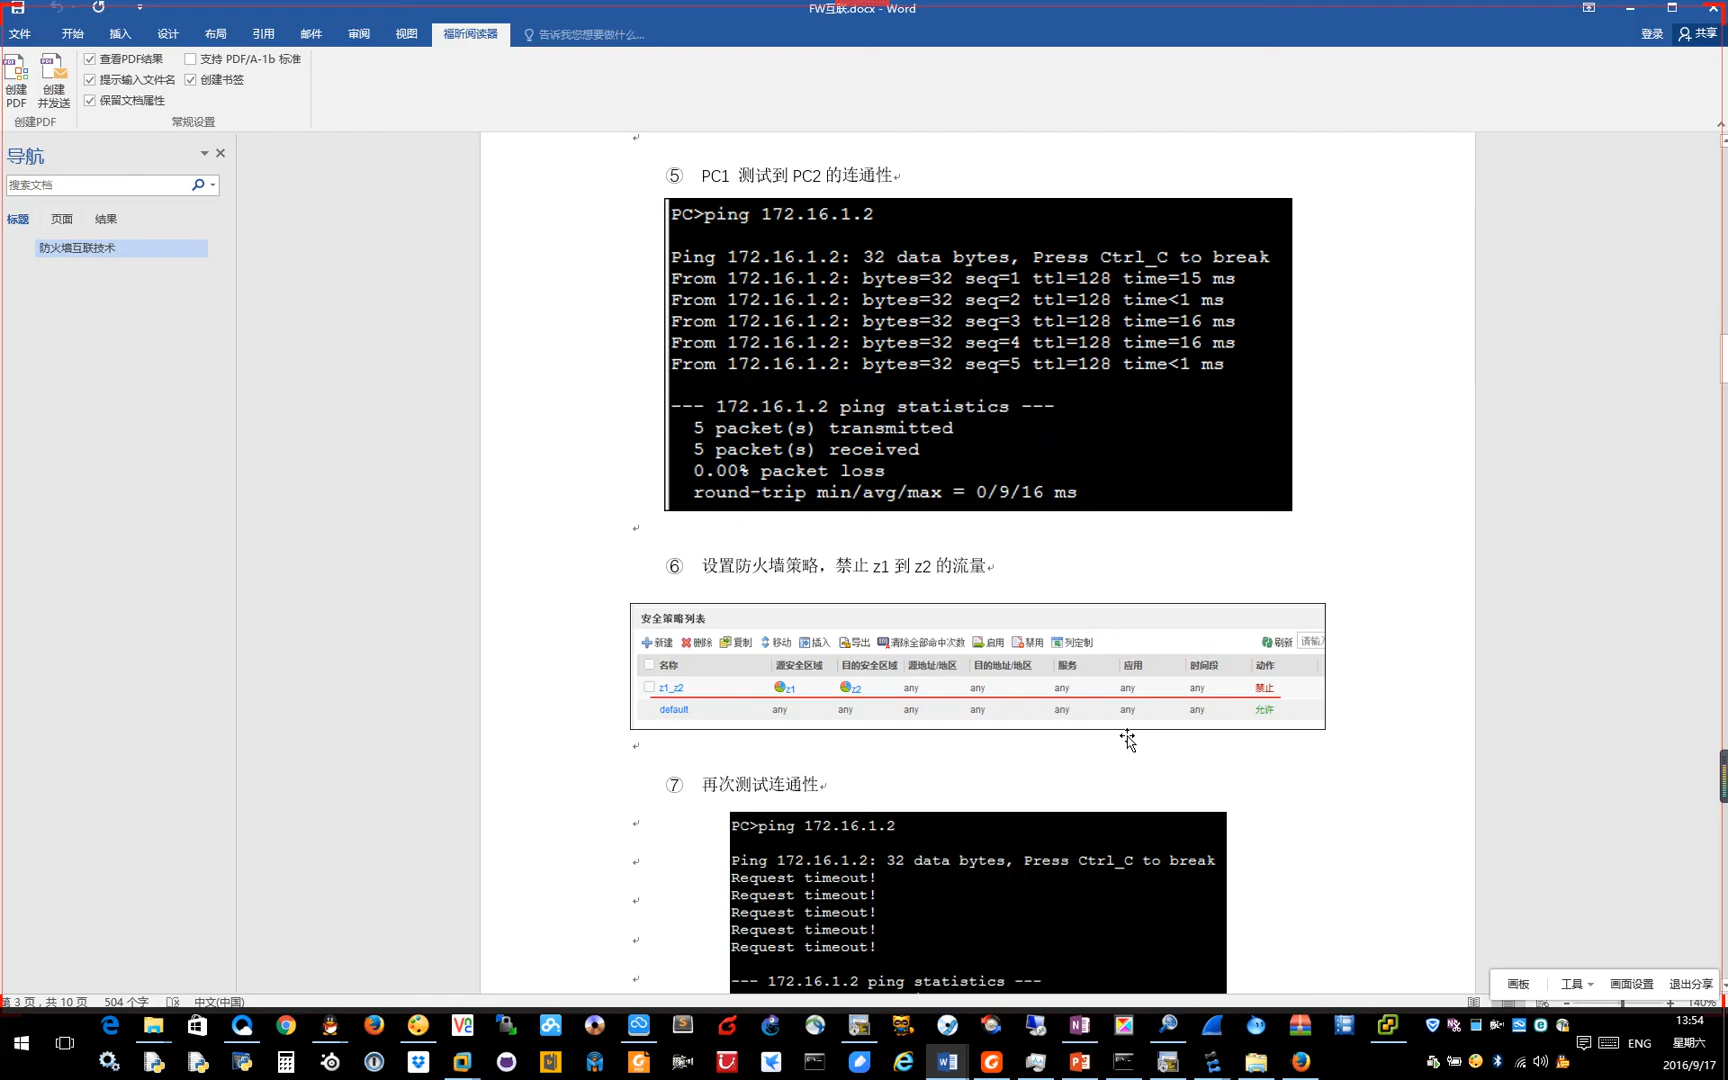 FW互联.docx - Word
文件 开始 插入 设计 布局 引用 邮件 审阅 视图 福昕阅读器 告诉我您想要做什么... 登录 共享
创建 PDF
创建 并发送
查看PDF结果 支持 PDF/A-1b 标准
提示输入文件名 创建书签
保留文档属性
创建PDF 常规设置
导航
搜索文档
标题 页面 结果
防火墙互联技术
⑤ PC1 测试到 PC2 的连通性
PC>ping 172.16.1.2
Ping 172.16.1.2: 32 data bytes, Press Ctrl_C to break
From 172.16.1.2: bytes=32 seq=1 ttl=128 time=15 ms
From 172.16.1.2: bytes=32 seq=2 ttl=128 time<1 ms
From 172.16.1.2: bytes=32 seq=3 ttl=128 time=16 ms
From 172.16.1.2: bytes=32 seq=4 ttl=128 time=16 ms
From 172.16.1.2: bytes=32 seq=5 ttl=128 time<1 ms
--- 172.16.1.2 ping statistics ---
5 packet(s) transmitted
5 packet(s) received
0.00% packet loss
round-trip min/avg/max = 0/9/16 ms
⑥ 设置防火墙策略，禁止 z1 到 z2 的流量
安全策略列表
新建 删除 复制 移动 插入 导出 清除全部命中次数 启用 禁用 列定制 刷新 请输入
名称 源安全区域 目的安全区域 源地址/地区 目的地址/地区 服务 应用 时间段 动作
z1_z2 z1 z2 any any any any any 禁止
default any any any any any any any 允许
⑦ 再次测试连通性
PC>ping 172.16.1.2
Ping 172.16.1.2: 32 data bytes, Press Ctrl_C to break
Request timeout!
Request timeout!
Request timeout!
Request timeout!
Request timeout!
--- 172.16.1.2 ping statistics ---
画板 工具 画面设置 退出分享
第 3 页，共 10 页 504 个字 中文(中国) 140%
ENG
13:54
星期六
2016/9/17